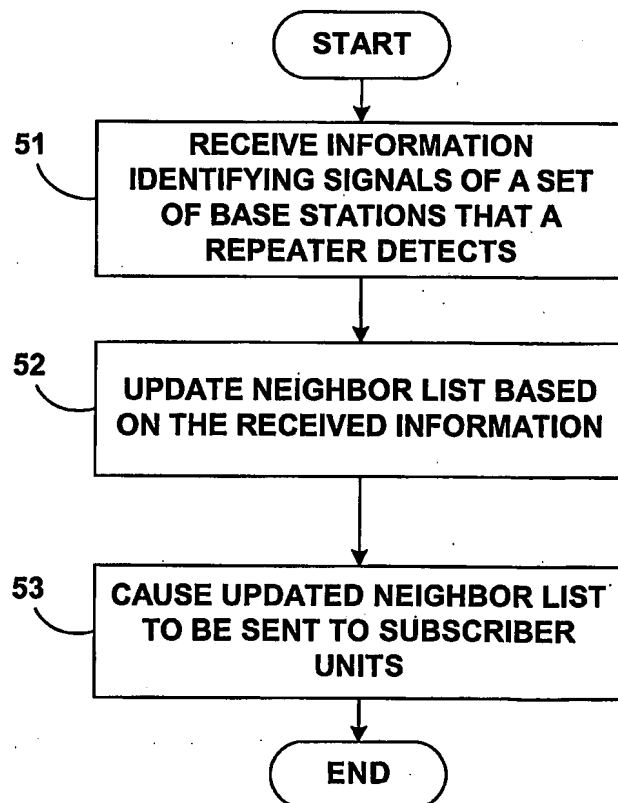 START
51
RECEIVE INFORMATION
IDENTIFYING SIGNALS OF A SET
OF BASE STATIONS THAT A
REPEATER DETECTS
52
UPDATE NEIGHBOR LIST BASED
ON THE RECEIVED INFORMATION
53
CAUSE UPDATED NEIGHBOR LIST
TO BE SENT TO SUBSCRIBER
UNITS
END